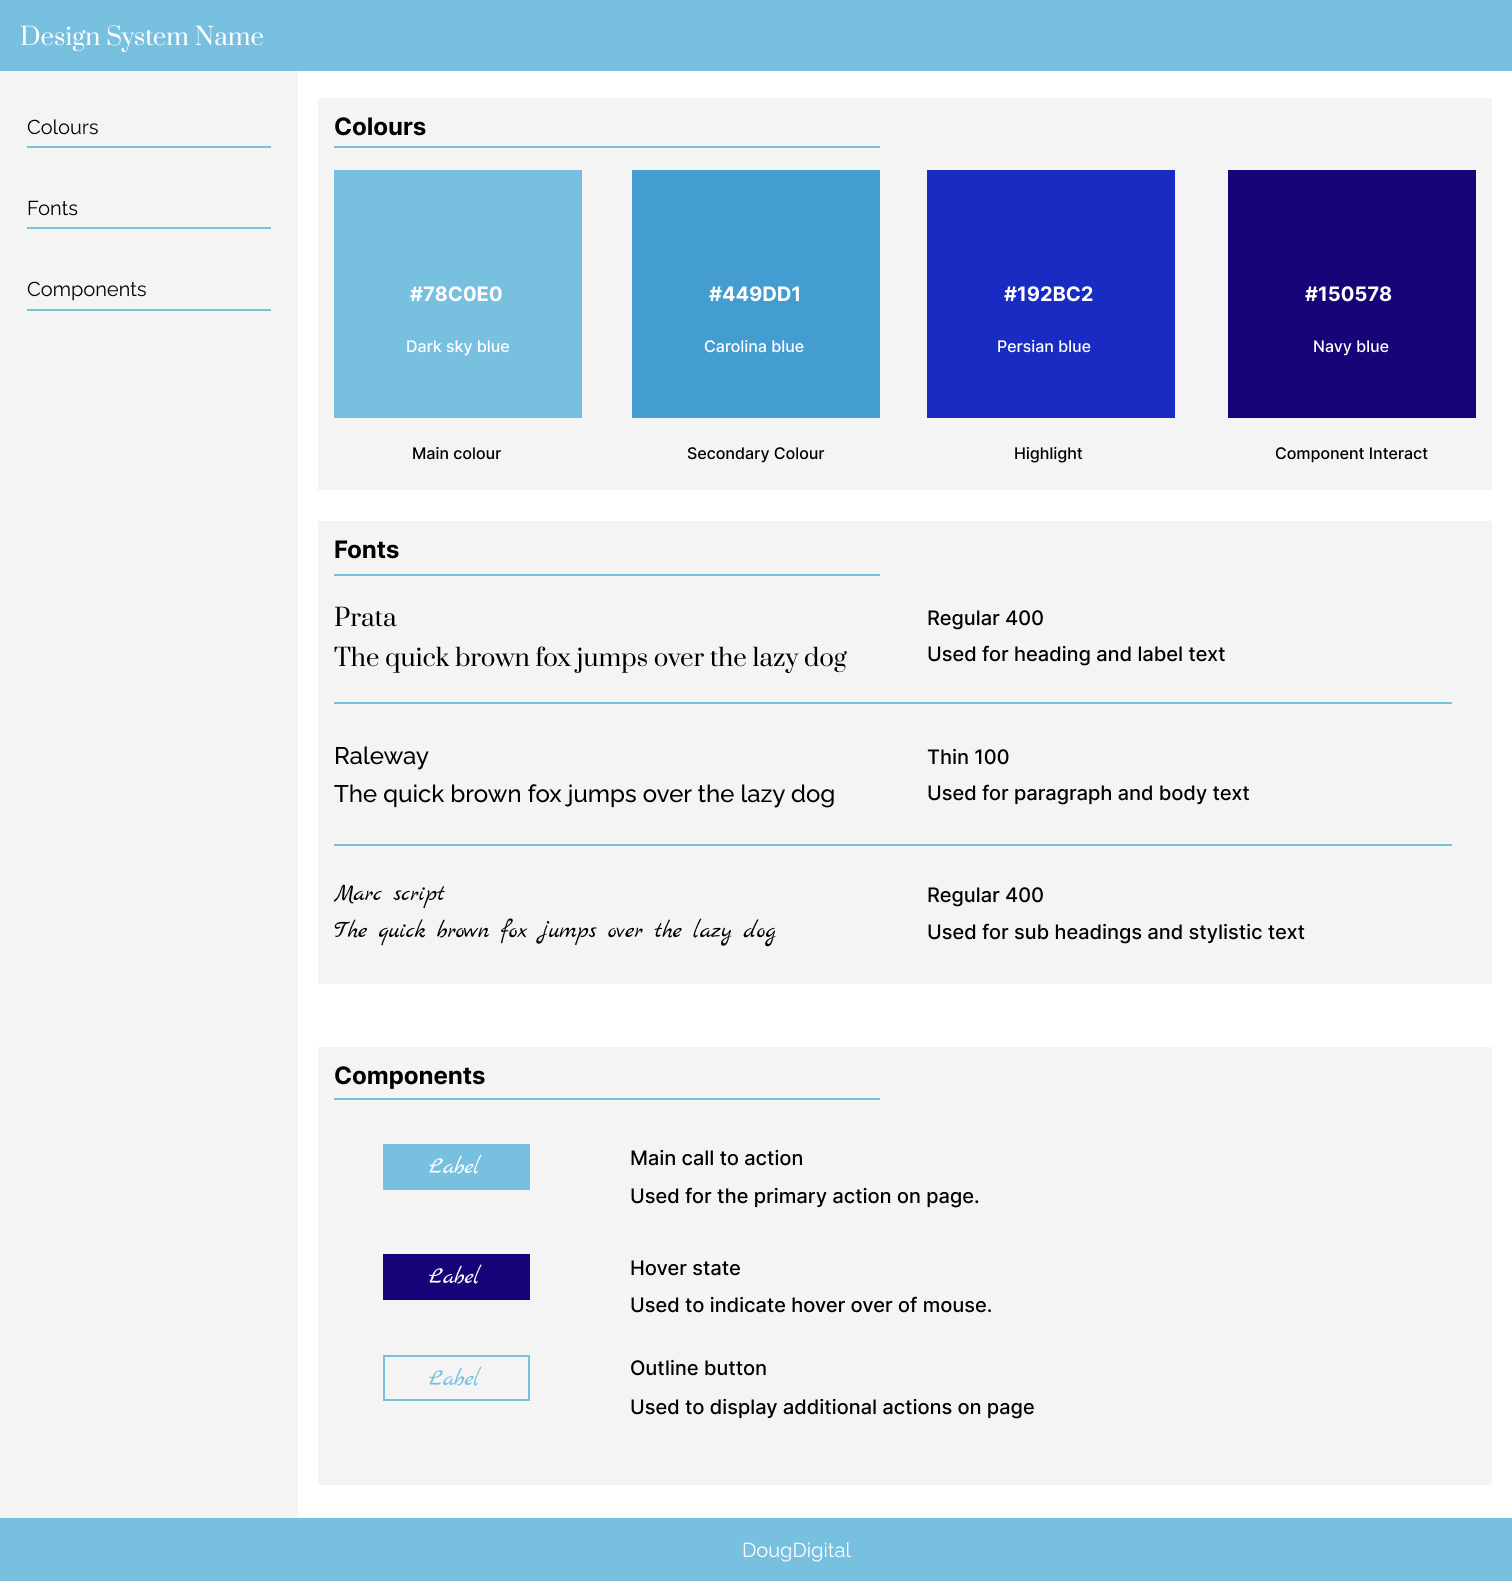 Design System Name
Colours
Fonts
Components
Colours
#78C0E0
Dark sky blue
Main colour
#449DD1
Carolina blue
Secondary Colour
#192BC2
Persian blue
Highlight
#150578
Navy blue
Component Interact
Fonts
Prata
The quick brown fox jumps over the lazy dog
Regular 400
Used for heading and label text
Raleway
The quick brown fox jumps over the lazy dog
Thin 100
Used for paragraph and body text
Marc script
The quick brown fox jumps over the lazy dog
Regular 400
Used for sub headings and stylistic text
Components
Label
Main call to action
Used for the primary action on page.
Label
Hover state
Used to indicate hover over of mouse.
Label
Outline button
Used to display additional actions on page
DougDigital